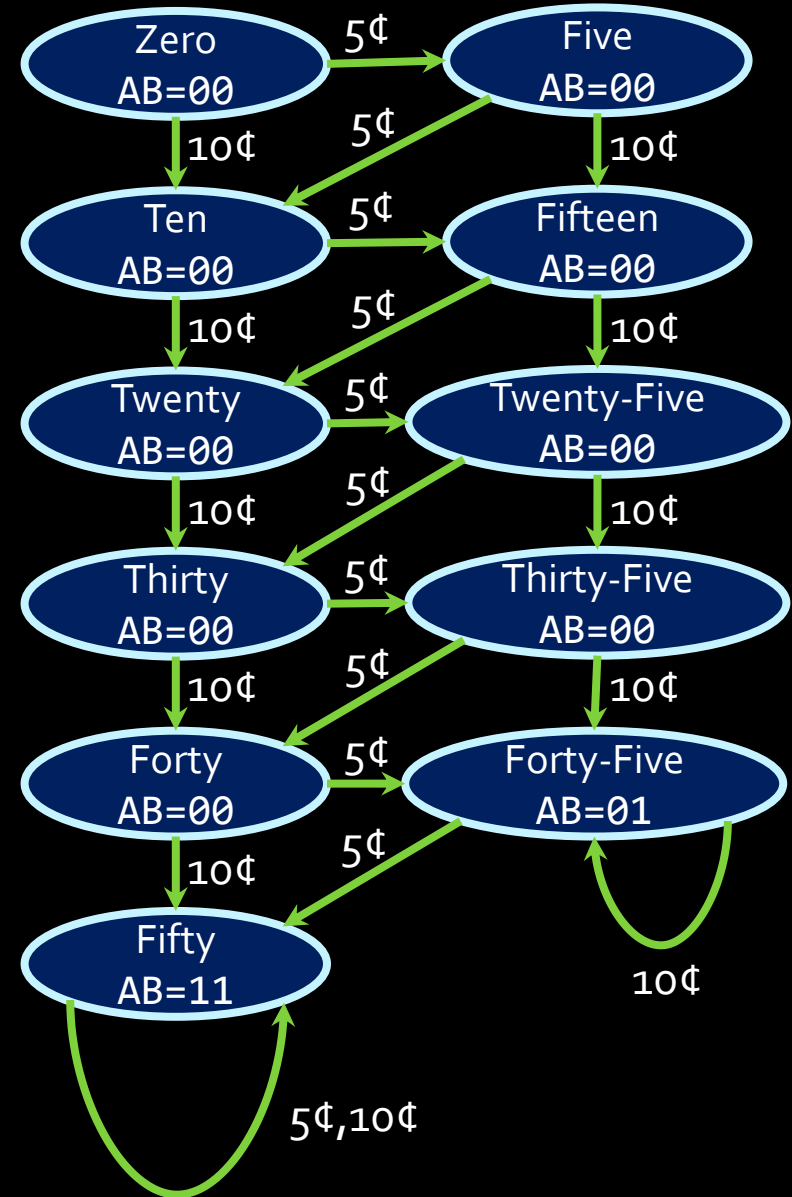 Zero
AB=00
5¢
Five
AB=00
10¢
5¢
10¢
Ten
AB=00
5¢
Fifteen
AB=00
10¢
5¢
10¢
Twenty
AB=00
5¢
Twenty-Five
AB=00
10¢
5¢
10¢
Thirty
AB=00
5¢
Thirty-Five
AB=00
10¢
5¢
10¢
Forty
AB=00
5¢
Forty-Five
AB=01
10¢
5¢
Fifty
AB=11
10¢
5¢,10¢